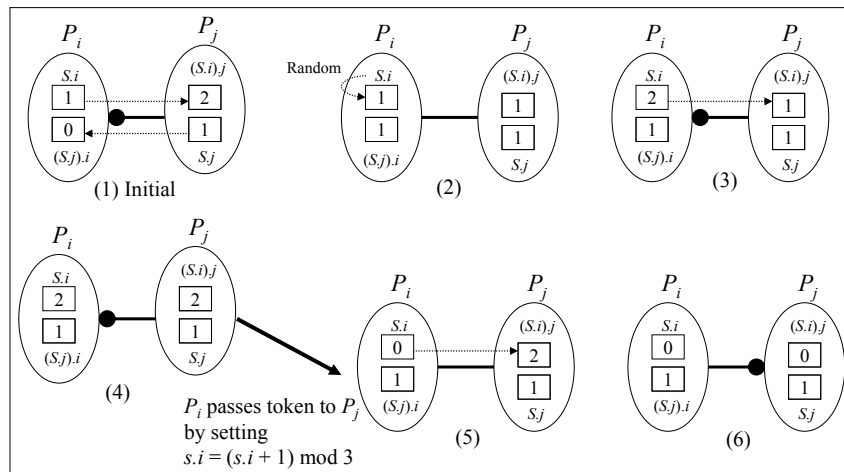 P_i
P_j
S.i
(S.i).j
1
2
0
1
(S.j).i
S.j
(1) Initial
P_i
P_j
Random
S.i
(S.i).j
1
1
1
1
(S.j).i
S.j
(2)
P_i
P_j
S.i
(S.i).j
2
1
1
1
(S.j).i
S.j
(3)
P_i
P_j
S.i
(S.i).j
2
2
1
1
(S.j).i
S.j
(4)
P_i passes token to P_j
by setting
s.i = (s.i + 1) mod 3
P_i
P_j
S.i
(S.i).j
0
2
1
1
(S.j).i
S.j
(5)
P_i
P_j
S.i
(S.i).j
0
0
1
1
(S.j).i
S.j
(6)